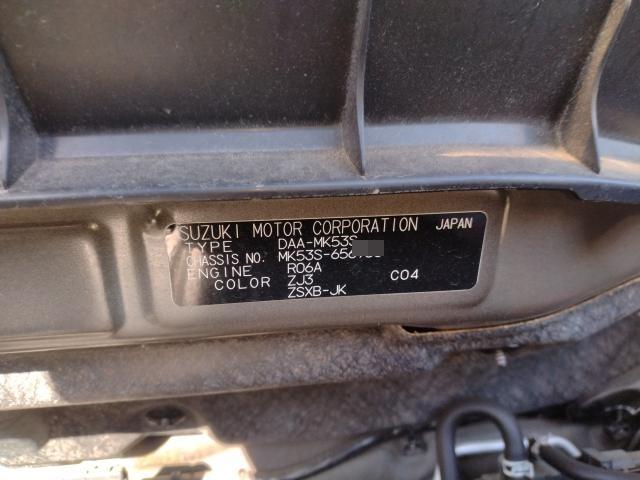 SUZUKI MOTOR CORPORATION JAPAN
TYPE DAA-MK53S
CHASSIS NO.
ENGINE R06A
COLOR ZJ3 C04
ZSXB-JK